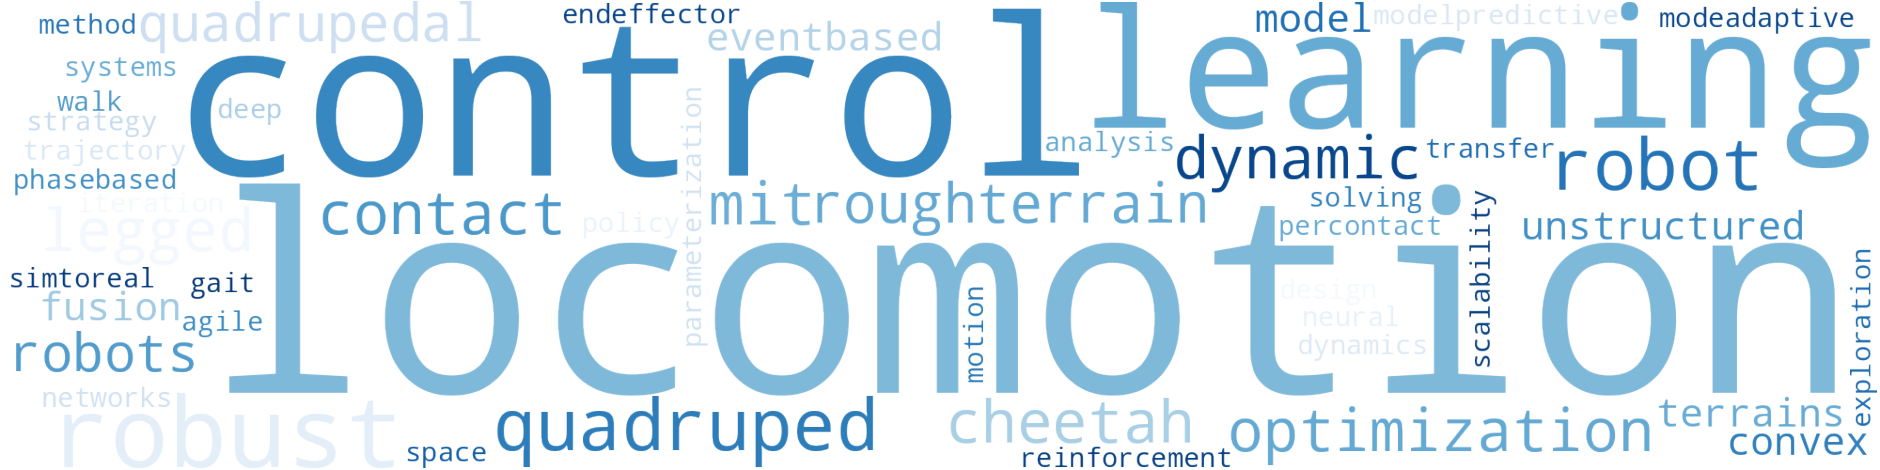 method
quadrupedal
endeffector
eventbased
model
modelpredictive
modeadaptive
systems
control
learning
walk
deep
strategy
trajectory
phasebased
parameterization
analysis
dynamic
transfer
robot
iteration
legged
contact
policy
mitroughterrain
solving
percontact
scalability
unstructured
locomotion
simtoreal
gait
fusion
agile
robots
motion
design
neural
dynamics
exploration
networks
robust
space
quadruped
cheetah
reinforcement
optimization
terrains
convex